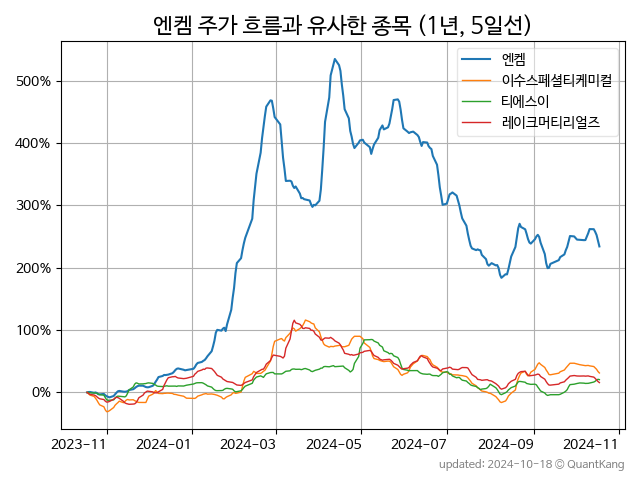 엔켐 주가 흐름과 유사한 종목 (1년, 5일선)
엔켐
이수스페셜티케미컬
티에스이
레이크머티리얼즈
500%
400%
300%
200%
100%
0%
2023-11 2024-01 2024-03 2024-05 2024-07 2024-09 2024-11
updated: 2024-10-18 @ QuantKang